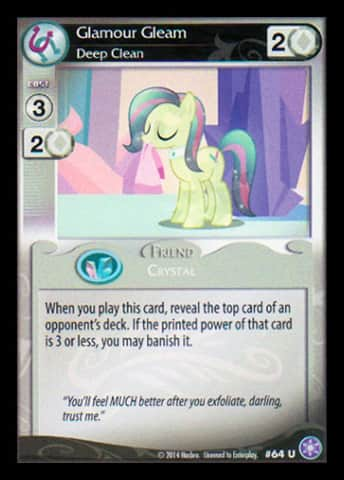 Glamour Gleam
Deep Clean
2
COST
3
2
FRIEND
CRYSTAL
When you play this card, reveal the top card of an
opponent's deck. If the printed power of that card
is 3 or less, you may banish it.
"You'll feel MUCH better after you exfoliate, darling,
trust me."
© 2014 Hasbro. Licensed to Enterplay. #64 U